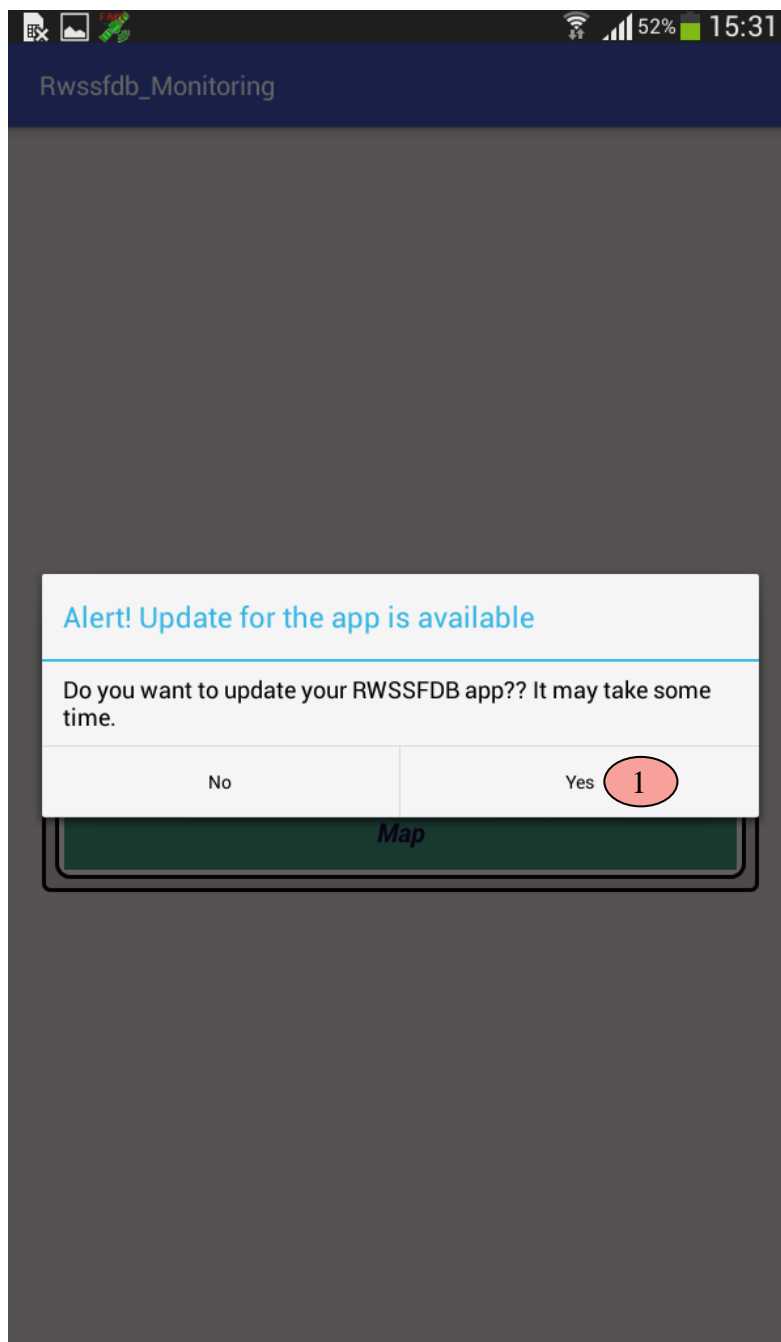 FAKE
52% 15:31
Rwssfdb_Monitoring
Alert! Update for the app is available
Do you want to update your RWSSFDB app?? It may take some
time.
No
Yes 1
Map